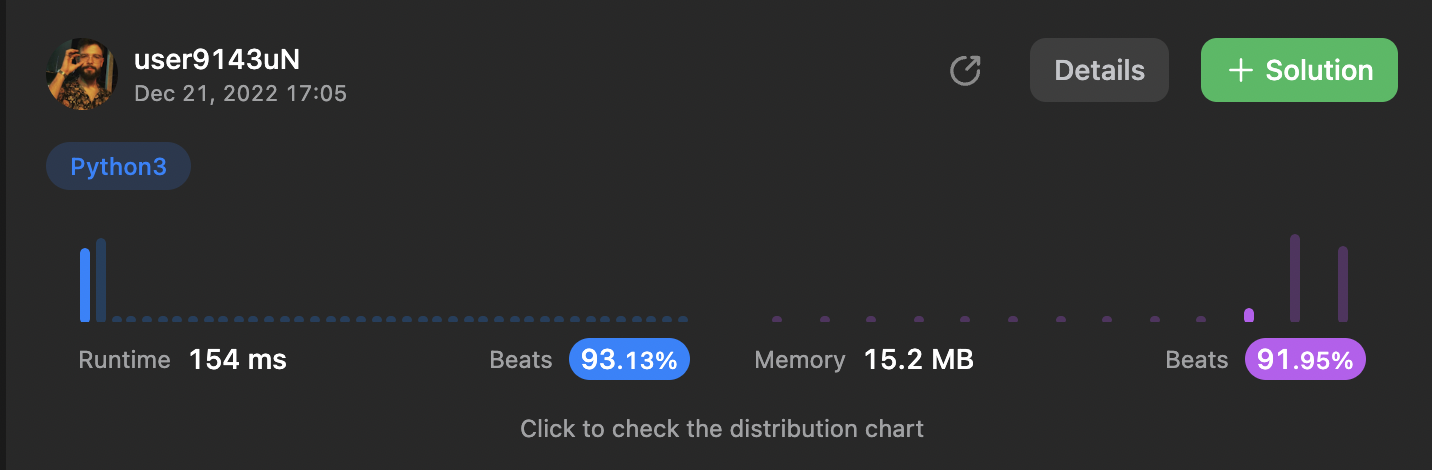 user9143uN
Dec 21, 2022 17:05
Details
+ Solution
Python3
Runtime 154 ms Beats 93.13%
Memory 15.2 MB Beats 91.95%
Click to check the distribution chart